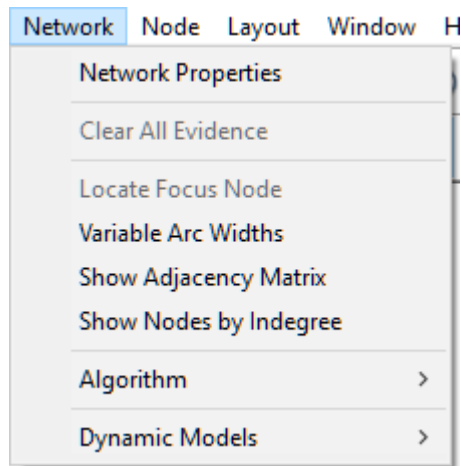 Network Node Layout Window H
Network Properties
Clear All Evidence
Locate Focus Node
Variable Arc Widths
Show Adjacency Matrix
Show Nodes by Indegree
Algorithm >
Dynamic Models >